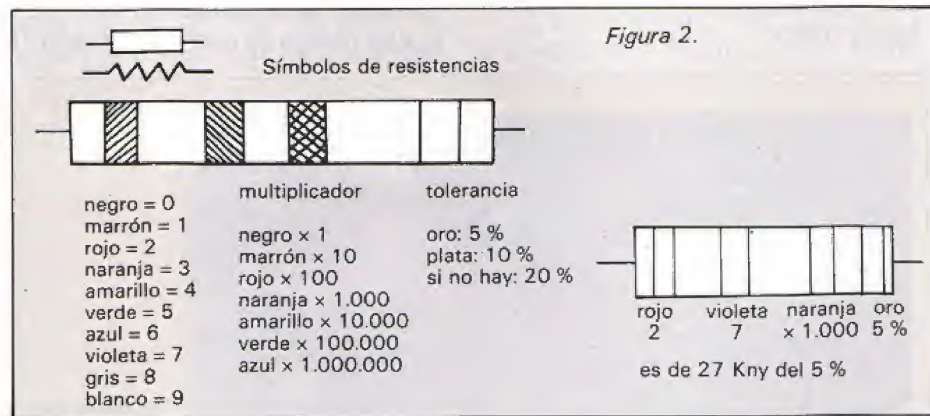 Figura 2.
Símbolos de resistencias
negro = 0
marrón = 1
rojo = 2
naranja = 3
amarillo = 4
verde = 5
azul = 6
violeta = 7
gris = 8
blanco = 9
multiplicador
negro × 1
marrón × 10
rojo × 100
naranja × 1.000
amarillo × 10.000
verde × 100.000
azul × 1.000.000
tolerancia
oro: 5 %
plata: 10 %
si no hay: 20 %
rojo violeta naranja oro
2 7 × 1.000 5 %
es de 27 Kny del 5 %